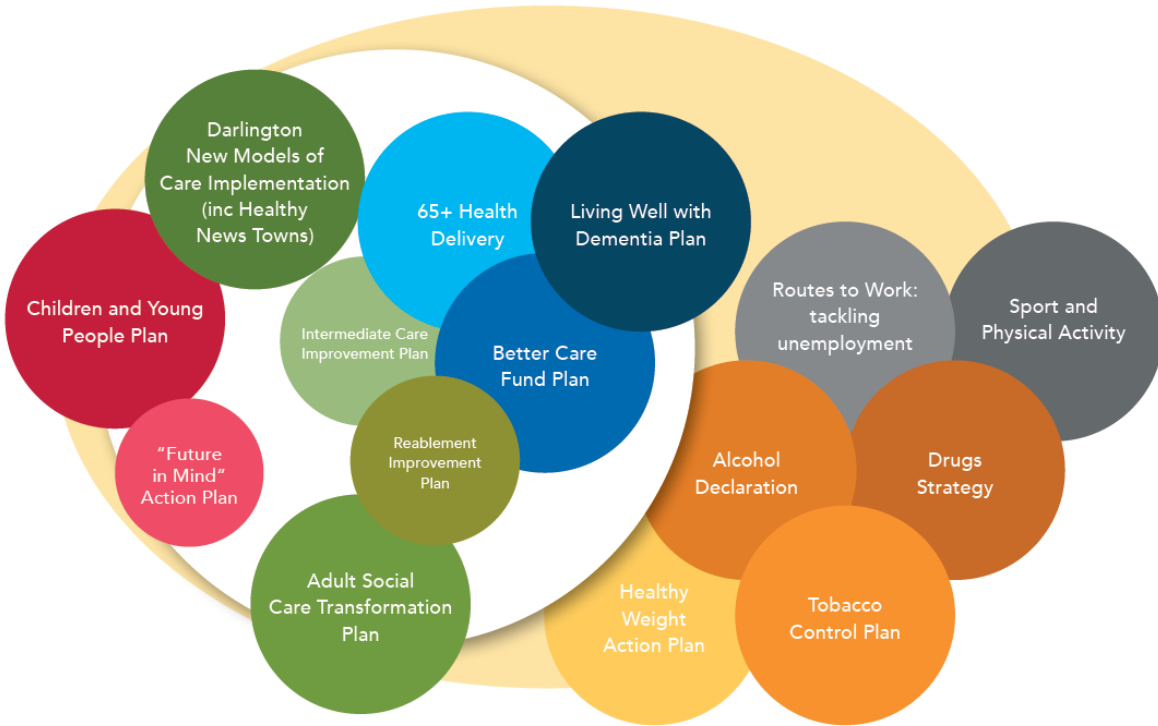 Darlington
New Models of
Care Implementation
(inc Healthy
News Towns)
65+ Health
Delivery
Living Well with
Dementia Plan
Children and Young
People Plan
Intermediate Care
Improvement Plan
Better Care
Fund Plan
Routes to Work:
tackling
unemployment
Sport and
Physical Activity
"Future
in Mind"
Action Plan
Reablement
Improvement
Plan
Alcohol
Declaration
Drugs
Strategy
Adult Social
Care Transformation
Plan
Healthy
Weight
Action Plan
Tobacco
Control Plan